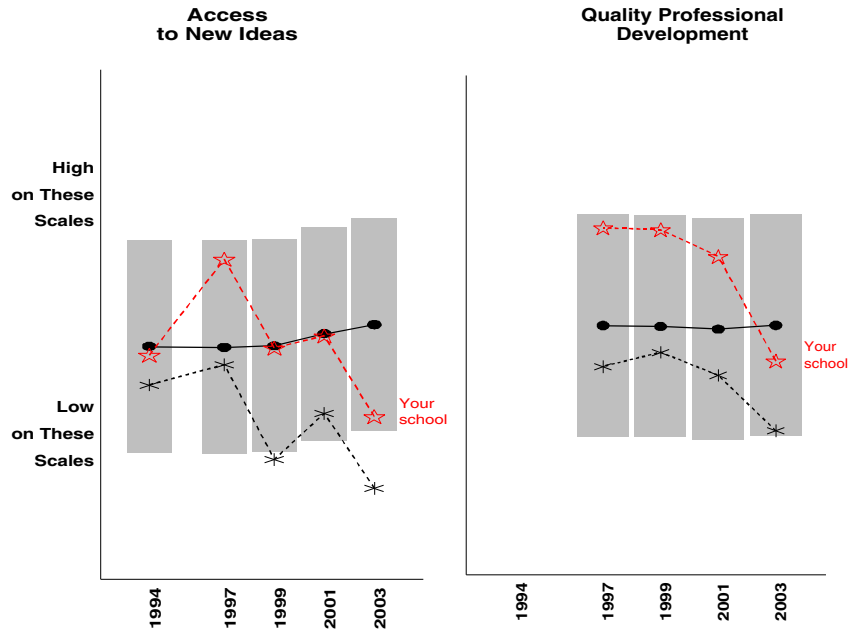 Access
to New Ideas
High
on These
Scales
Low
on These
Scales
Your
school
1994
1997
1999
2001
2003
Quality Professional
Development
Your
school
1994
1997
1999
2001
2003